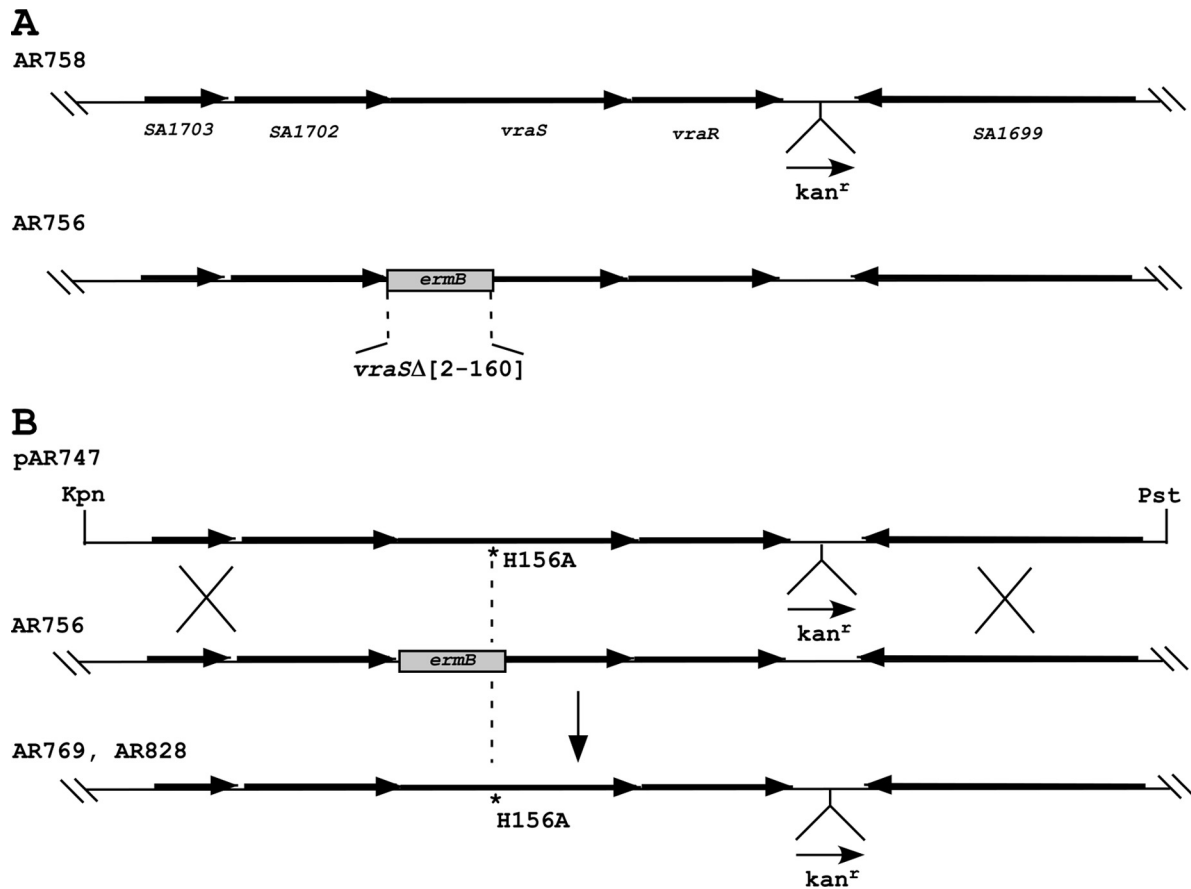 A
AR758
SA1703 SA1702 vraS vraR SA1699
kanʳ
AR756
ermB
vraSΔ[2-160]
B
pAR747
Kpn Pst
*H156A
kanʳ
AR756
ermB
AR769, AR828
*
H156A
kanʳ